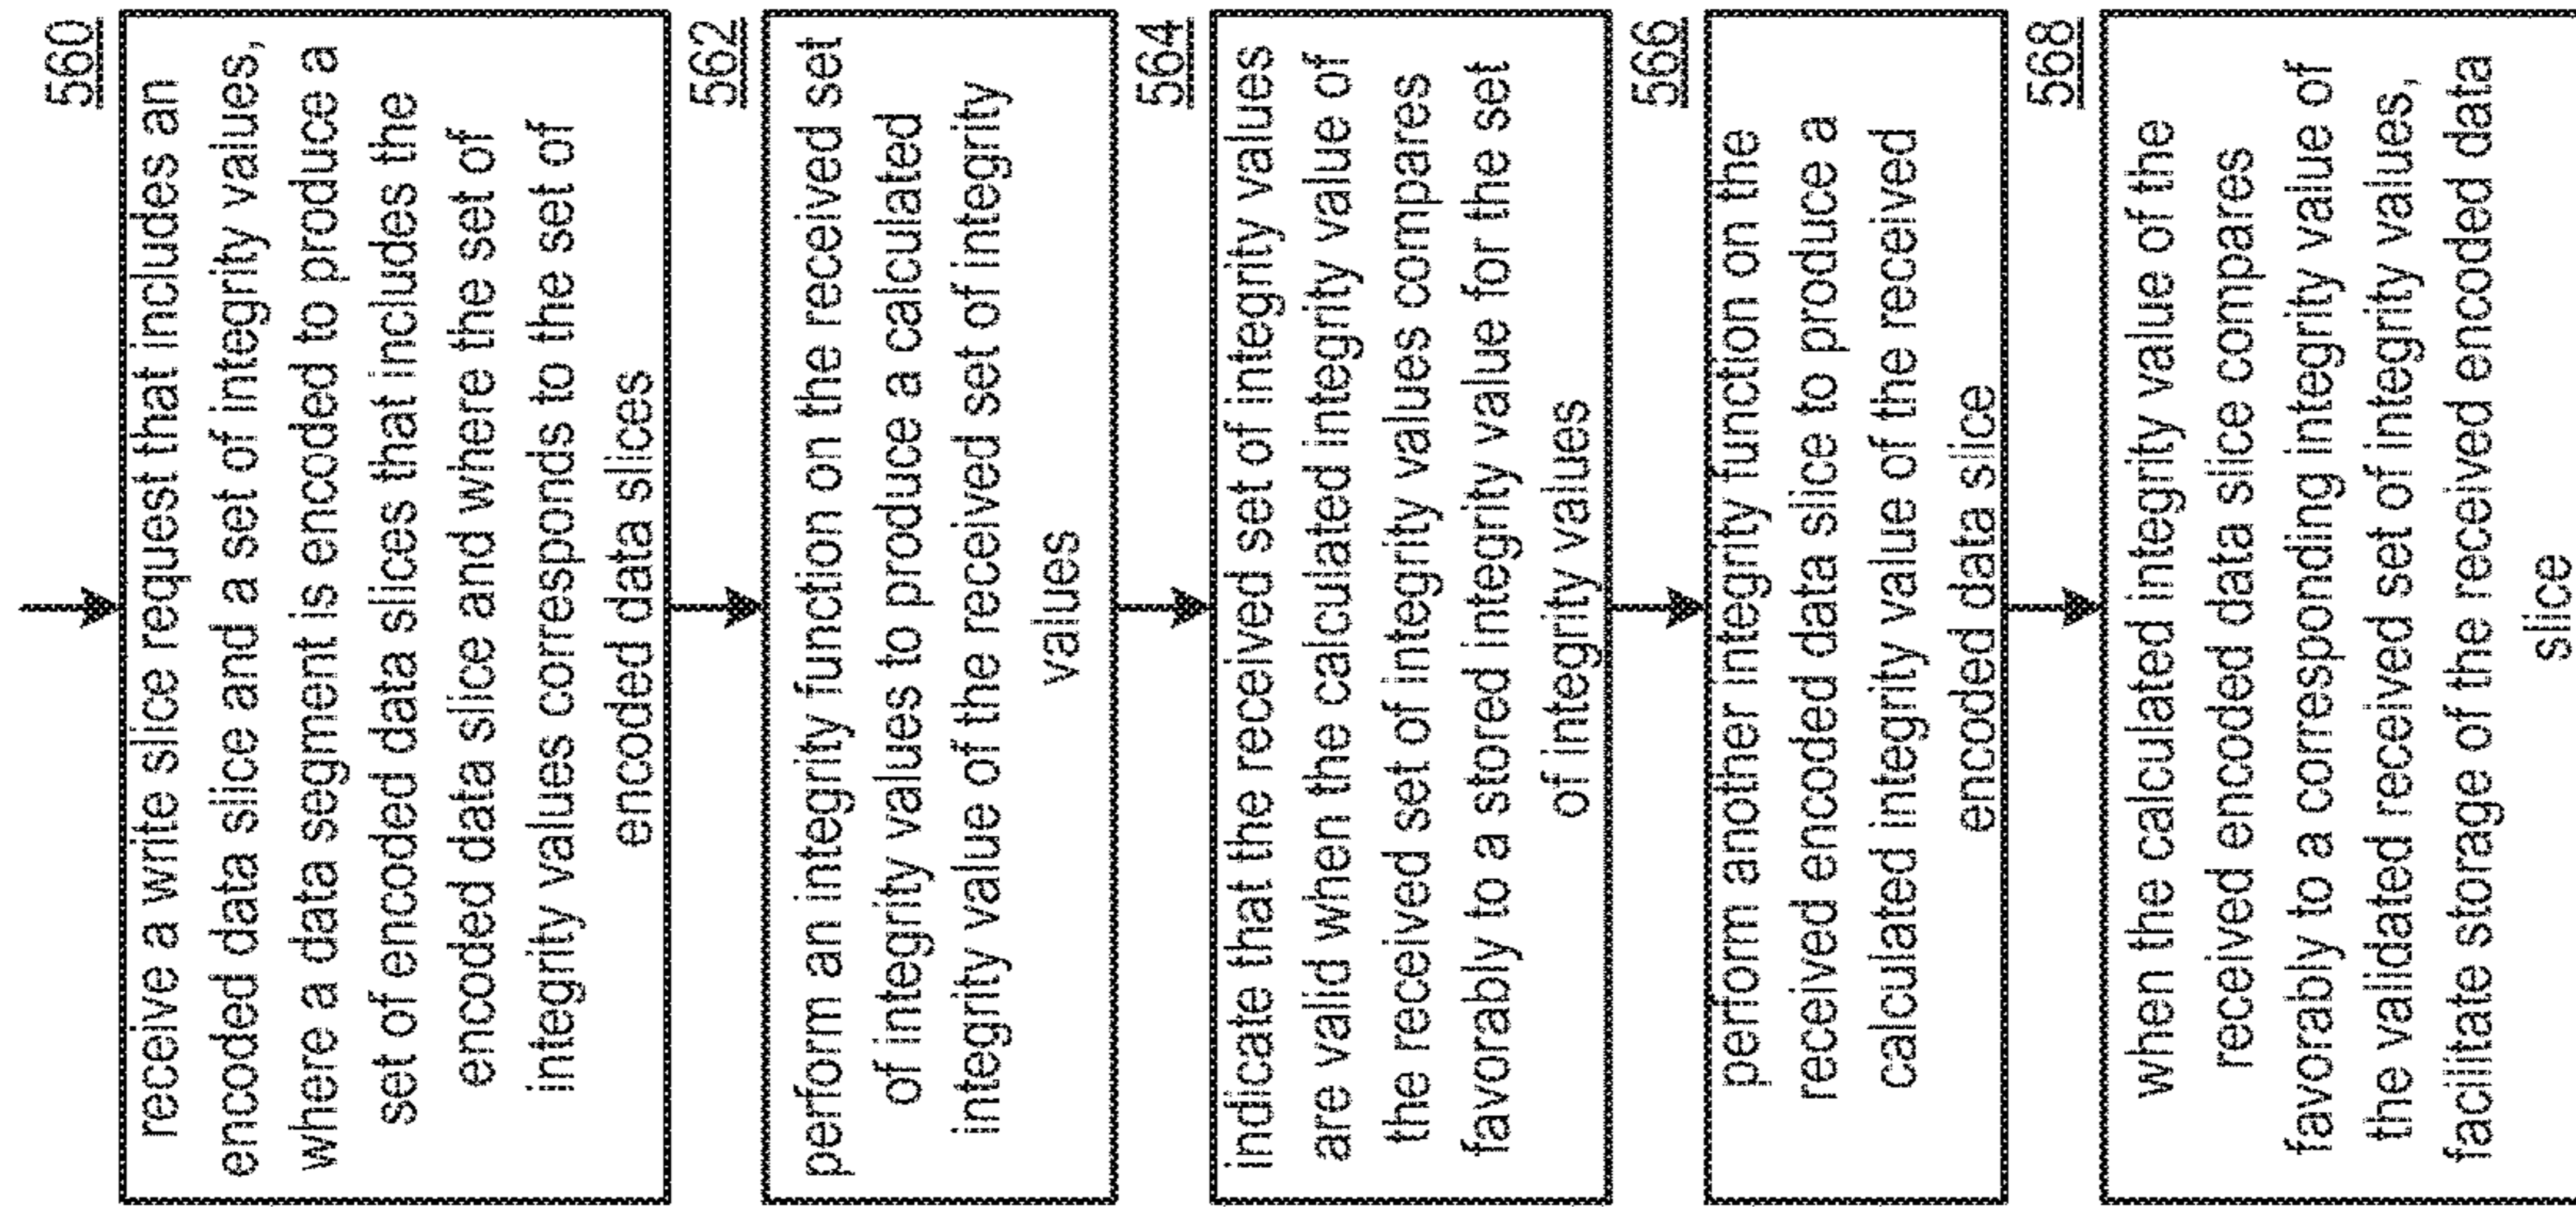 560
receive a write slice request that includes an
encoded data slice and a set of integrity values,
where a data segment is encoded to produce a
set of encoded data slices that includes the
encoded data slice and where the set of
integrity values corresponds to the set of
encoded data slices
562
perform an integrity function on the received set
of integrity values to produce a calculated
integrity value of the received set of integrity
values
564
indicate that the received set of integrity values
are valid when the calculated integrity value of
the received set of integrity values compares
favorably to a stored integrity value for the set
of integrity values
566
perform another integrity function on the
received encoded data slice to produce a
calculated integrity value of the received
encoded data slice
568
when the calculated integrity value of the
received encoded data slice compares
favorably to a corresponding integrity value of
the validated received set of integrity values,
facilitate storage of the received encoded data
slice